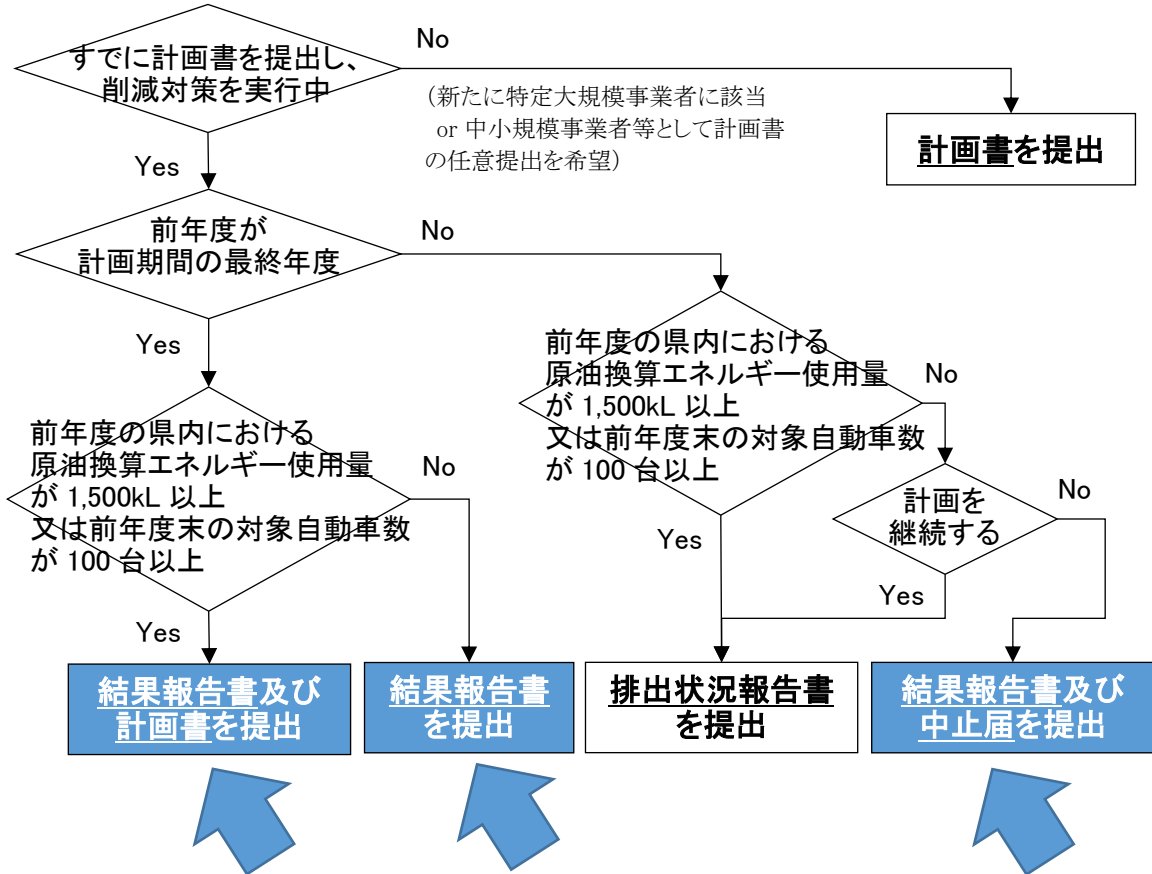 すでに計画書を提出し、
削減対策を実行中
No
(新たに特定大規模事業者に該当
or 中小規模事業者等として計画書
の任意提出を希望)
計画書を提出
Yes
前年度が
計画期間の最終年度
No
Yes
前年度の県内における
原油換算エネルギー使用量
が 1,500kL 以上
又は前年度末の対象自動車数
が 100 台以上
No
前年度の県内における
原油換算エネルギー使用量
が 1,500kL 以上
又は前年度末の対象自動車数
が 100 台以上
No
計画を
継続する
No
Yes
Yes
Yes
結果報告書及び
計画書を提出
結果報告書
を提出
排出状況報告書
を提出
結果報告書及び
中止届を提出